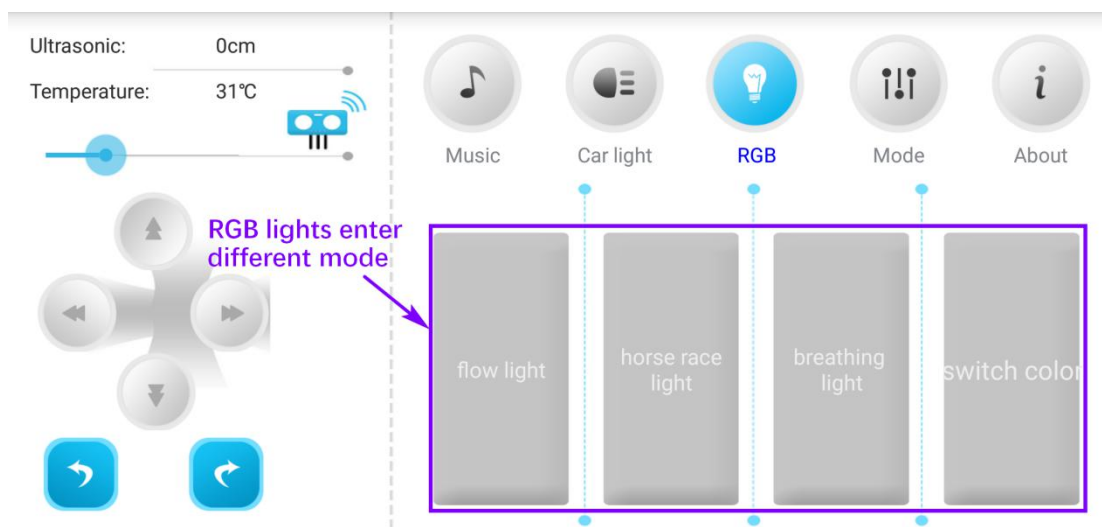 Ultrasonic: 0cm
Temperature: 31℃
Music Car light RGB Mode About
RGB lights enter
different mode
flow light
horse race
light
breathing
light
switch color